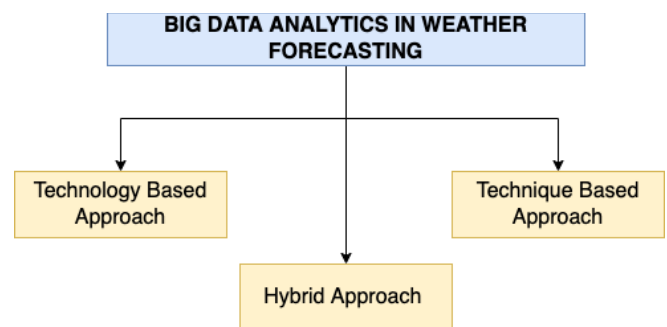 BIG DATA ANALYTICS IN WEATHER
FORECASTING
Technology Based
Approach
Technique Based
Approach
Hybrid Approach